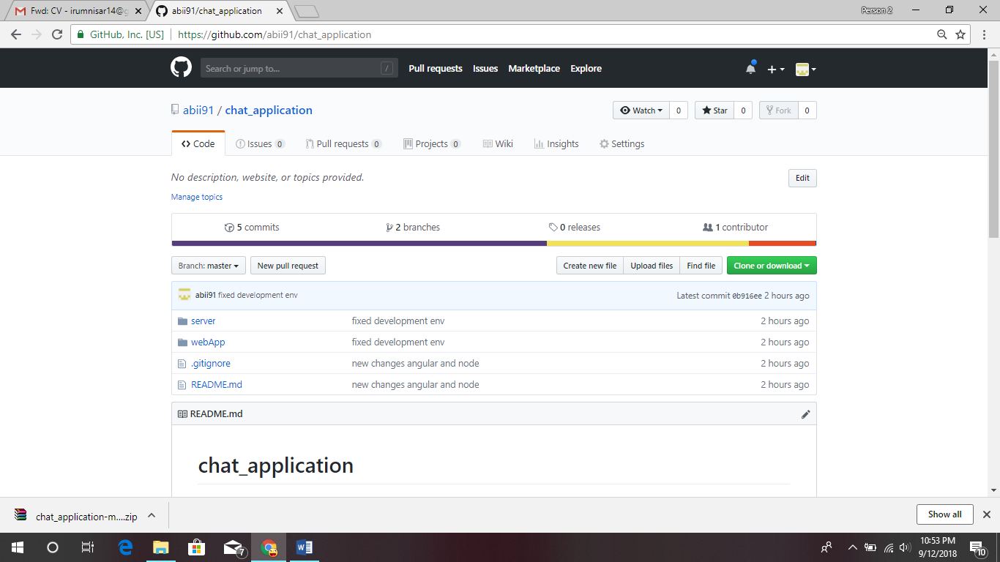 Fwd: CV - irumnisar14@g
abii91/chat_application
Person 2
GitHub, Inc. [US]
https://github.com/abii91/chat_application
Search or jump to...
/
Pull requests
Issues
Marketplace
Explore
abii91 / chat_application
Watch 0
Star 0
Fork 0
Code
Issues 0
Pull requests 0
Projects 0
Wiki
Insights
Settings
No description, website, or topics provided.
Edit
Manage topics
5 commits
2 branches
0 releases
1 contributor
Branch: master
New pull request
Create new file
Upload files
Find file
Clone or download
abii91 fixed development env
Latest commit 0b916ee 2 hours ago
server fixed development env 2 hours ago
webApp fixed development env 2 hours ago
.gitignore new changes angular and node 2 hours ago
README.md new changes angular and node 2 hours ago
README.md
chat_application
chat_application-m....zip
Show all
7
W
10:53 PM
9/12/2018
10